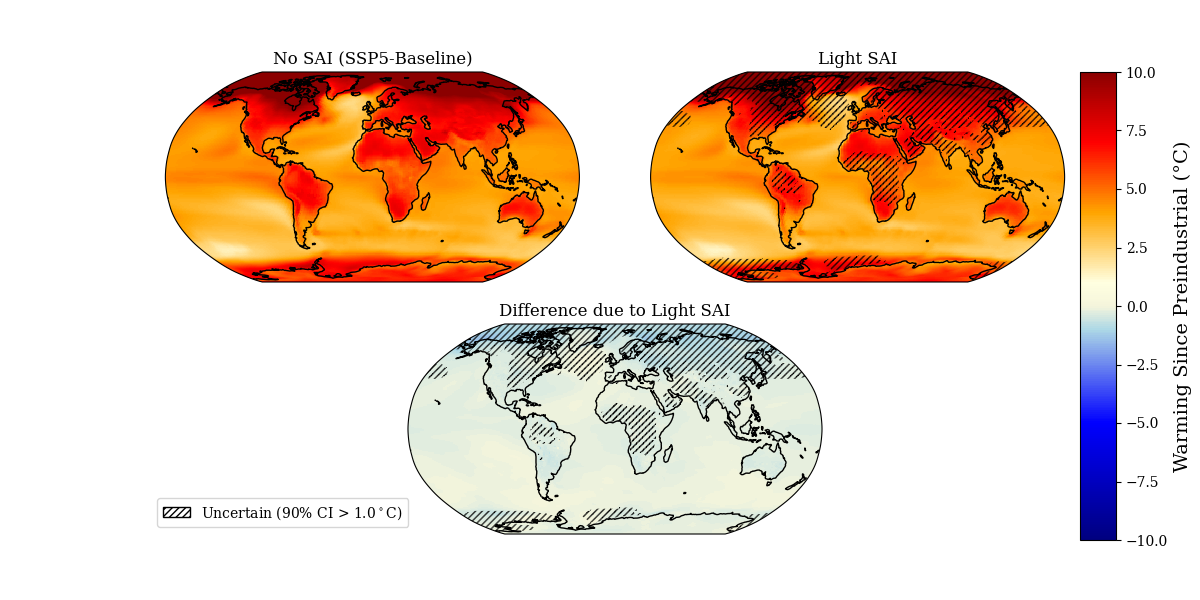 No SAI (SSP5-Baseline)
Light SAI
10.0
7.5
5.0
2.5
0.0
−2.5
−5.0
−7.5
−10.0
Warming Since Preindustrial (°C)
Difference due to Light SAI
Uncertain (90% CI > 1.0°C)